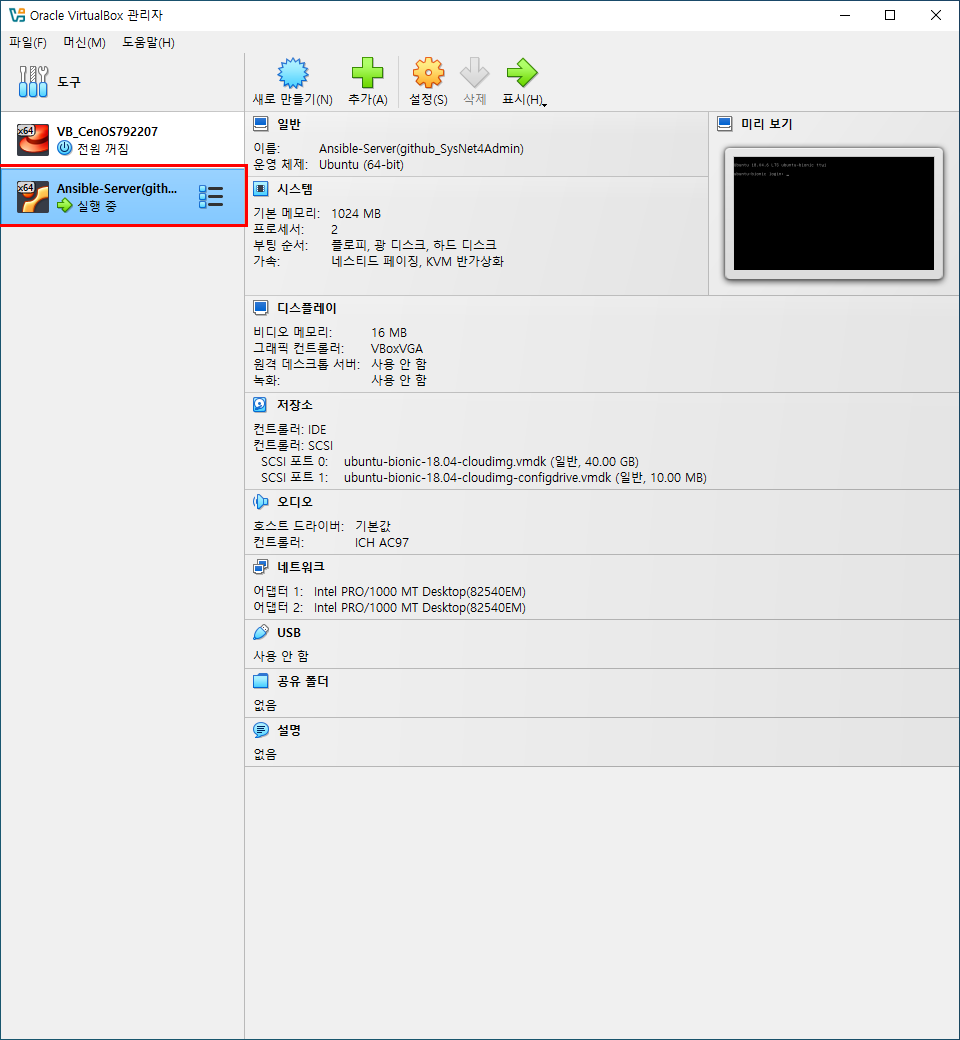 Oracle VirtualBox 관리자
파일(F) 머신(M) 도움말(H)
도구
새로 만들기(N) 추가(A) 설정(S) 삭제 표시(H)
x64
VB_CenOS792207
전원 꺼짐
x64
Ansible-Server(gith...
실행 중
일반
이름: Ansible-Server(github_SysNet4Admin)
운영 체제: Ubuntu (64-bit)
시스템
기본 메모리: 1024 MB
프로세서: 2
부팅 순서: 플로피, 광 디스크, 하드 디스크
가속: 네스티드 페이징, KVM 반가상화
미리 보기
ubuntu-bionic login: _
디스플레이
비디오 메모리: 16 MB
그래픽 컨트롤러: VBoxVGA
원격 데스크톱 서버: 사용 안 함
녹화: 사용 안 함
저장소
컨트롤러: IDE
컨트롤러: SCSI
SCSI 포트 0: ubuntu-bionic-18.04-cloudimg.vmdk (일반, 40.00 GB)
SCSI 포트 1: ubuntu-bionic-18.04-cloudimg-configdrive.vmdk (일반, 10.00 MB)
오디오
호스트 드라이버: 기본값
컨트롤러: ICH AC97
네트워크
어댑터 1: Intel PRO/1000 MT Desktop(82540EM)
어댑터 2: Intel PRO/1000 MT Desktop(82540EM)
USB
사용 안 함
공유 폴더
없음
설명
없음